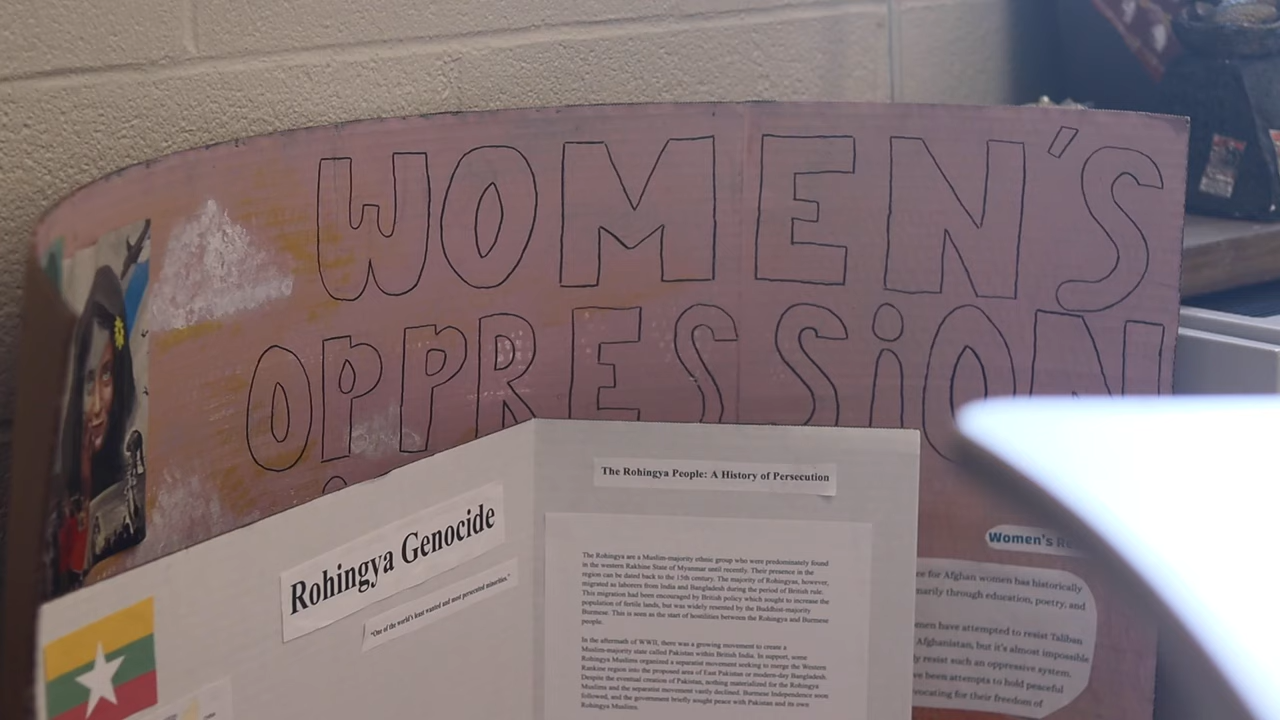 WOMEN'S
OPPRESSiON
The Rohingya People: A History of Persecution
Rohingya Genocide
"One of the world's least wanted and most persecuted minorities."
The Rohingya are a Muslim-majority ethnic group who were predominately found
in the western Rakhine State of Myanmar until recently. Their presence in the
region can be dated back to the 15th century. The majority of Rohingyas, however,
migrated as laborers from India and Bangladesh during the period of British rule.
This migration had been encouraged by British policy which sought to increase the
population of fertile lands, but was widely resented by the Buddhist-majority
Burmese. This is seen as the start of hostilities between the Rohingya and Burmese
people.
In the aftermath of WWII, there was a growing movement to create a
Muslim-majority state called Pakistan within British India. In support, some
Rohingya Muslims organized a separatist movement seeking to merge the Western
Rankine region into the proposed area of East Pakistan or modern-day Bangladesh.
Despite the eventual creation of Pakistan, nothing materialized for the Rohingya
Muslims and the separatist movement vastly declined. Burmese Independence soon
followed, and the government briefly sought peace with Pakistan and its own
Rohingya Muslims.
Women's
for Afghan women has historically
through education, poetry, and
have attempted to resist Taliban
Afghanistan, but it's almost impossible
resist such an oppressive system.
been attempts to hold peaceful
for their freedom of